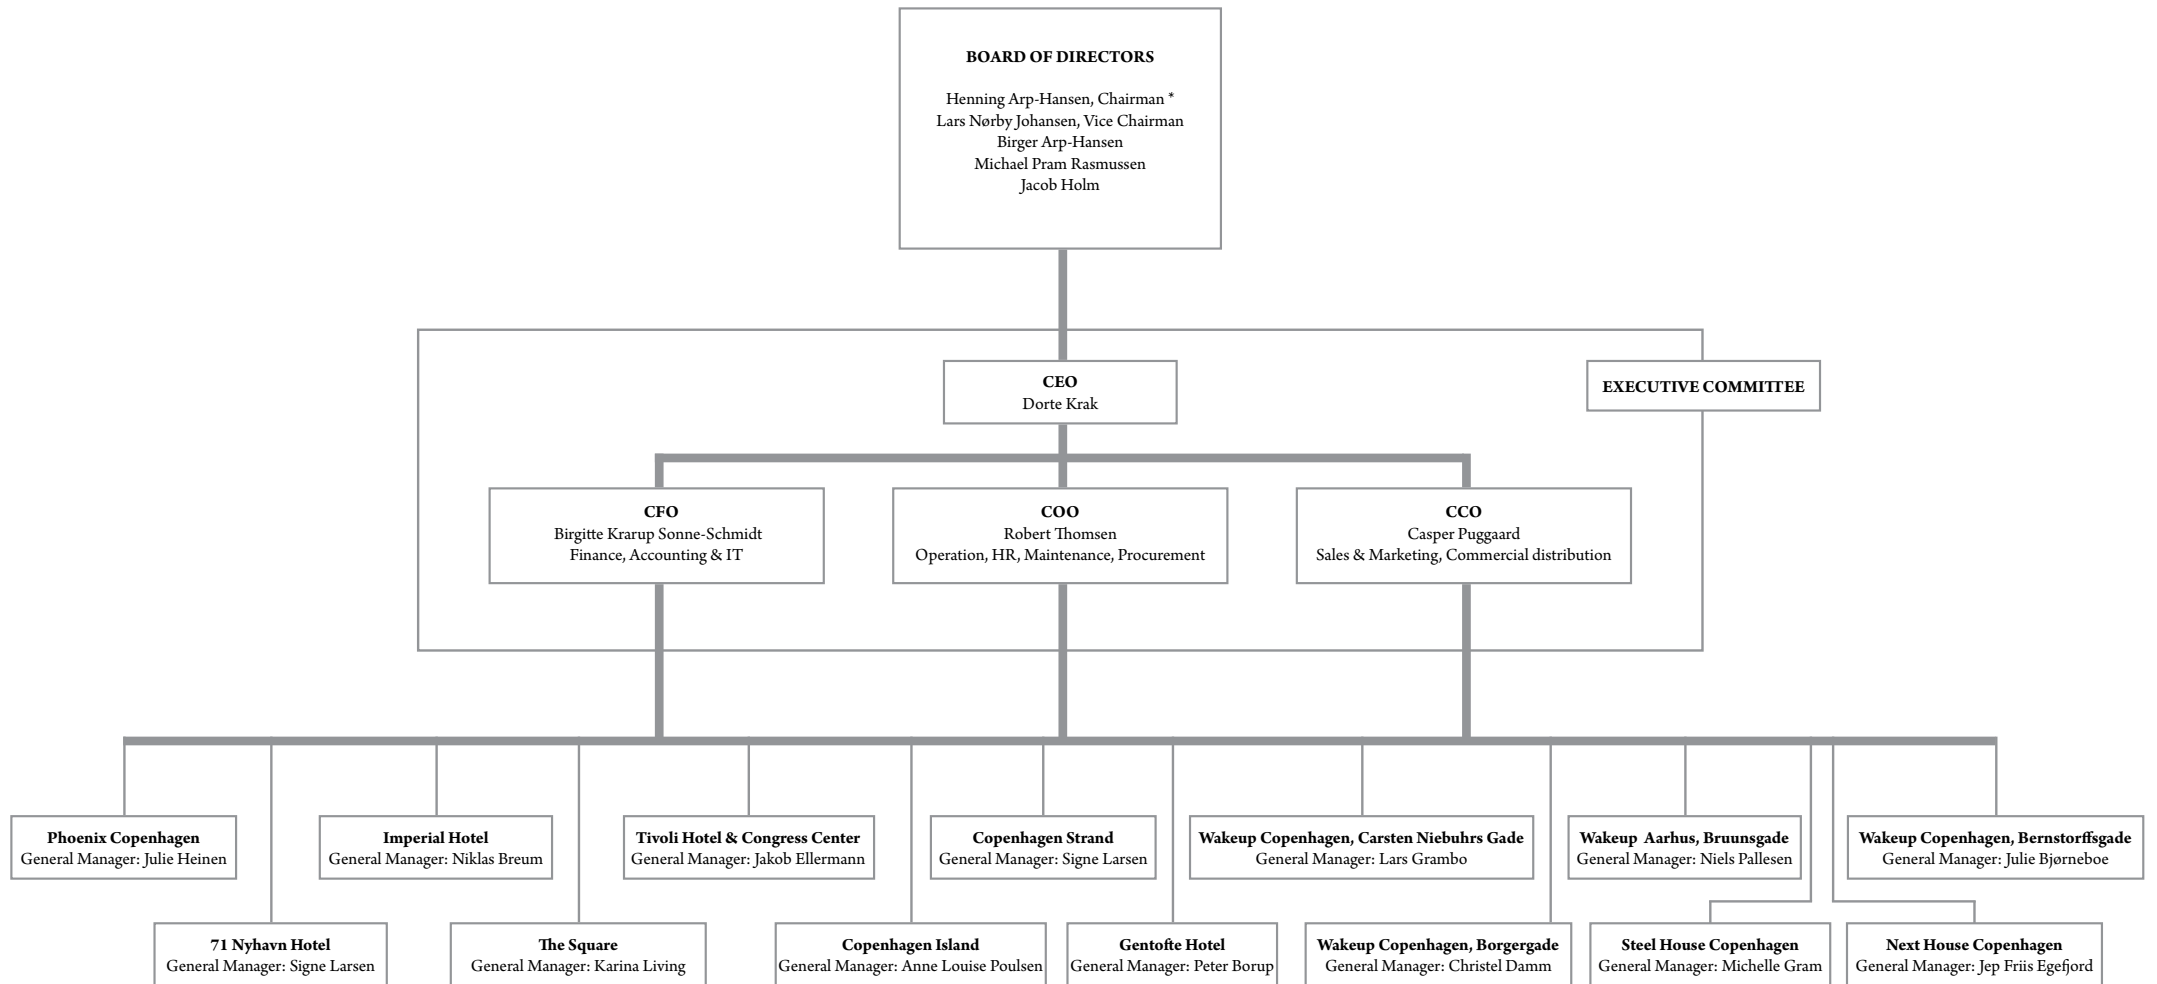 BOARD OF DIRECTORS
Henning Arp-Hansen, Chairman *
Lars Nørby Johansen, Vice Chairman
Birger Arp-Hansen
Michael Pram Rasmussen
Jacob Holm
CEO
Dorte Krak
EXECUTIVE COMMITTEE
CFO
Birgitte Krarup Sonne-Schmidt
Finance, Accounting & IT
COO
Robert Thomsen
Operation, HR, Maintenance, Procurement
CCO
Casper Puggaard
Sales & Marketing, Commercial distribution
Phoenix Copenhagen
General Manager: Julie Heinen
Imperial Hotel
General Manager: Niklas Breum
Tivoli Hotel & Congress Center
General Manager: Jakob Ellermann
Copenhagen Strand
General Manager: Signe Larsen
Wakeup Copenhagen, Carsten Niebuhrs Gade
General Manager: Lars Grambo
Wakeup Aarhus, Bruunsgade
General Manager: Niels Pallesen
Wakeup Copenhagen, Bernstorffsgade
General Manager: Julie Bjørneboe
71 Nyhavn Hotel
General Manager: Signe Larsen
The Square
General Manager: Karina Living
Copenhagen Island
General Manager: Anne Louise Poulsen
Gentofte Hotel
General Manager: Peter Borup
Wakeup Copenhagen, Borgergade
General Manager: Christel Damm
Steel House Copenhagen
General Manager: Michelle Gram
Next House Copenhagen
General Manager: Jep Friis Egefjord